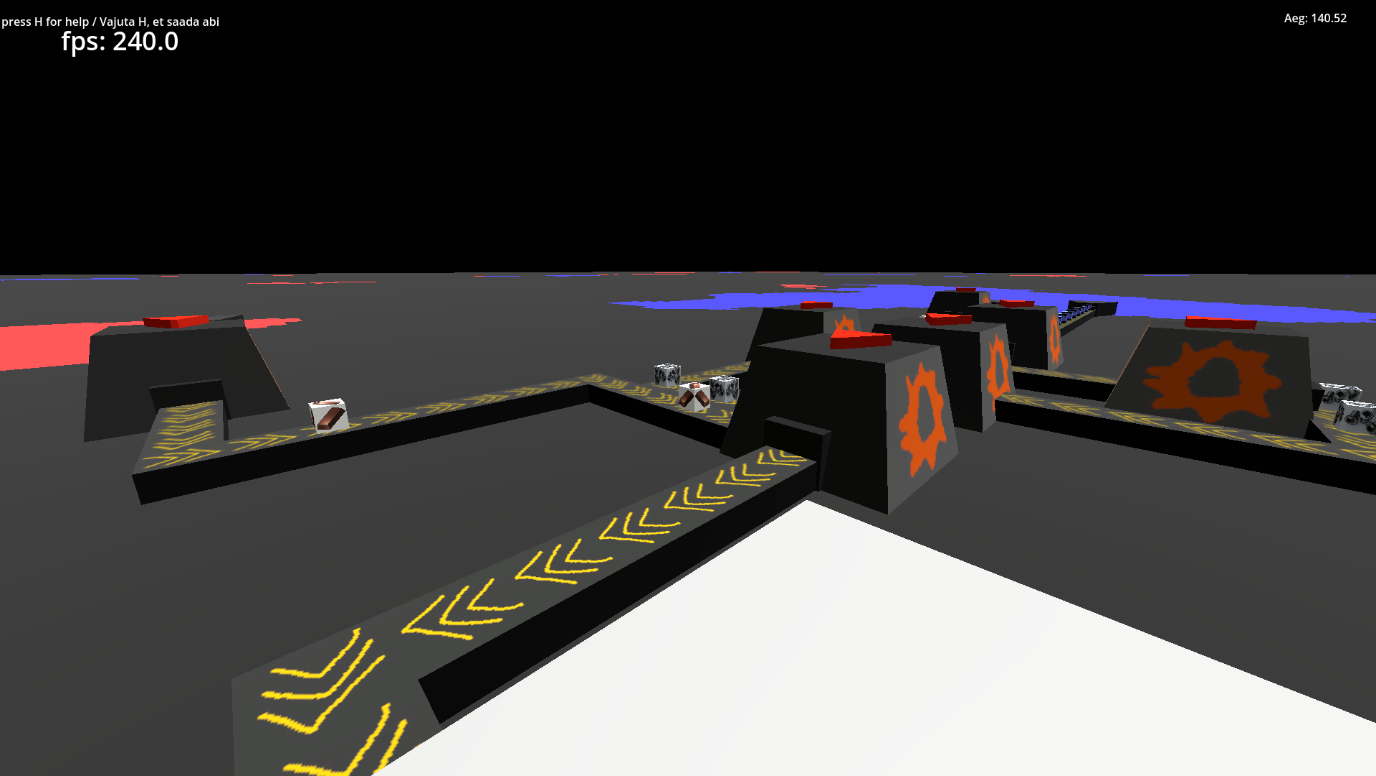 press H for help / Vajuta H, et saada abi
fps: 240.0
Aeg: 140.52